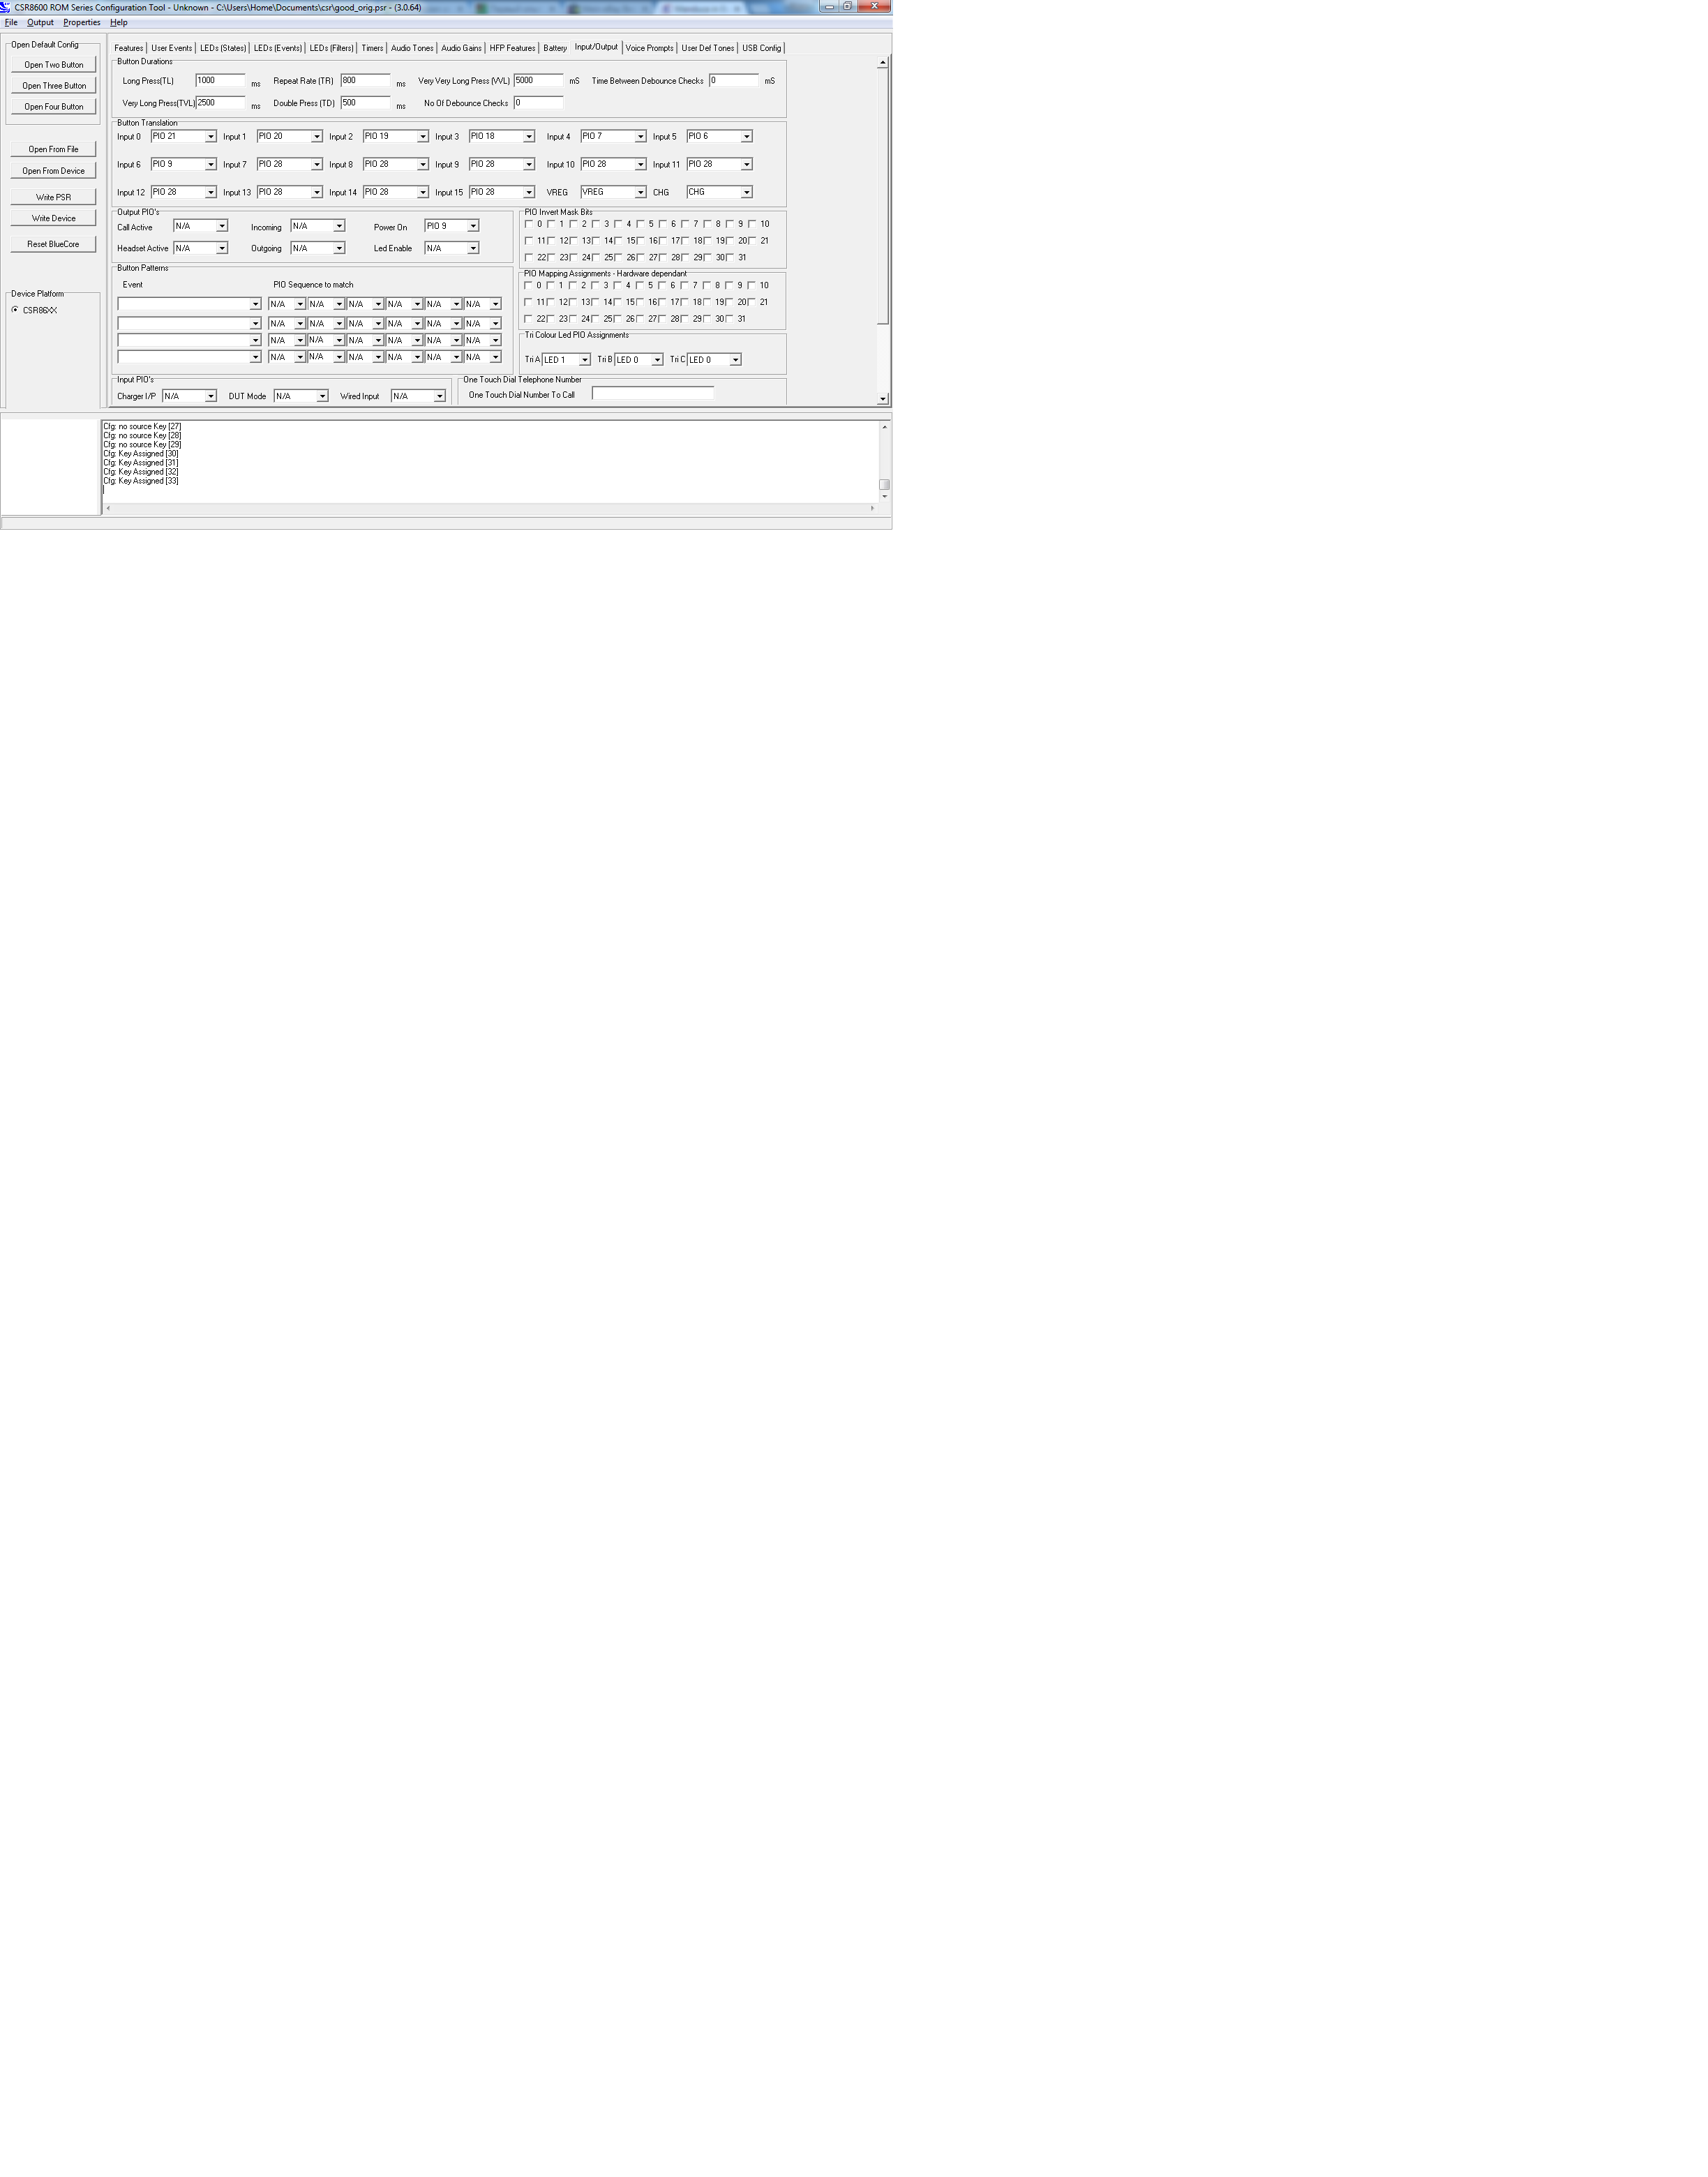 CSR8600 ROM Series Configuration Tool - Unknown - C:\Users\Home\Documents\csr\good_orig.psr - (3.0.64)
File Output Properties Help
Open Default Config
Open Two Button
Open Three Button
Open Four Button
Open From File
Open From Device
Write PSR
Write Device
Reset BlueCore
Device Platform
CSR86XX
Features User Events LEDs (States) LEDs (Events) LEDs (Filters) Timers Audio Tones Audio Gains HFP Features Battery Input/Output Voice Prompts User Def Tones USB Config
Button Durations
Long Press(TL) 1000 ms Repeat Rate (TR) 800 ms Very Very Long Press (VVL) 5000 mS Time Between Debounce Checks 0 mS
Very Long Press(TVL) 2500 ms Double Press (TD) 500 ms No Of Debounce Checks 0
Button Translation
Input 0 PIO 21 Input 1 PIO 20 Input 2 PIO 19 Input 3 PIO 18 Input 4 PIO 7 Input 5 PIO 6
Input 6 PIO 9 Input 7 PIO 28 Input 8 PIO 28 Input 9 PIO 28 Input 10 PIO 28 Input 11 PIO 28
Input 12 PIO 28 Input 13 PIO 28 Input 14 PIO 28 Input 15 PIO 28 VREG VREG CHG CHG
Output PIO's
Call Active N/A Incoming N/A Power On PIO 9
Headset Active N/A Outgoing N/A Led Enable N/A
PIO Invert Mask Bits
0 1 2 3 4 5 6 7 8 9 10
11 12 13 14 15 16 17 18 19 20 21
22 23 24 25 26 27 28 29 30 31
Button Patterns
Event PIO Sequence to match
N/A N/A N/A N/A N/A N/A
N/A N/A N/A N/A N/A N/A
N/A N/A N/A N/A N/A N/A
N/A N/A N/A N/A N/A N/A
PIO Mapping Assignments - Hardware dependant
0 1 2 3 4 5 6 7 8 9 10
11 12 13 14 15 16 17 18 19 20 21
22 23 24 25 26 27 28 29 30 31
Tri Colour Led PIO Assignments
Tri A LED 1 Tri B LED 0 Tri C LED 0
Input PIO's
Charger I/P N/A DUT Mode N/A Wired Input N/A
One Touch Dial Telephone Number
One Touch Dial Number To Call
Cfg: no source Key [27]
Cfg: no source Key [28]
Cfg: no source Key [29]
Cfg: Key Assigned [30]
Cfg: Key Assigned [31]
Cfg: Key Assigned [32]
Cfg: Key Assigned [33]